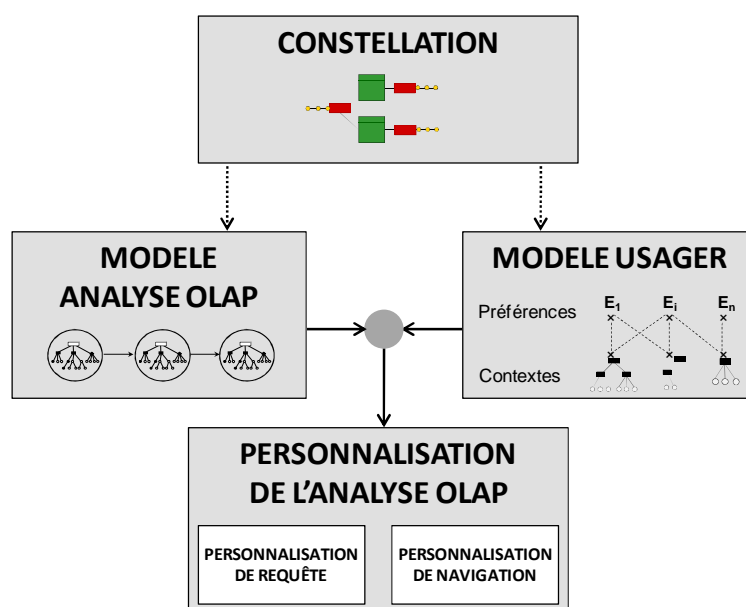 CONSTELLATION
MODELE
ANALYSE OLAP
MODELE USAGER
Préférences
E1
Ei
En
Contextes
PERSONNALISATION
DE L'ANALYSE OLAP
PERSONNALISATION
DE REQUÊTE
PERSONNALISATION
DE NAVIGATION